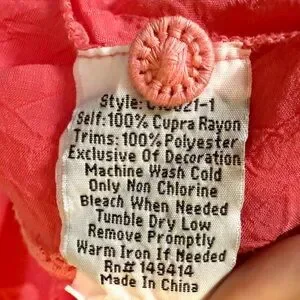 Style:
Self:100% Cupra Rayon
Trims: 100% Polyester
Exclusive Of Decoration
Machine Wash Cold
Only Non Chlorine
Bleach When Needed
Tumble Dry Low
Remove Promptly
Warm Iron If Needed
Rn# 149414
Made In China